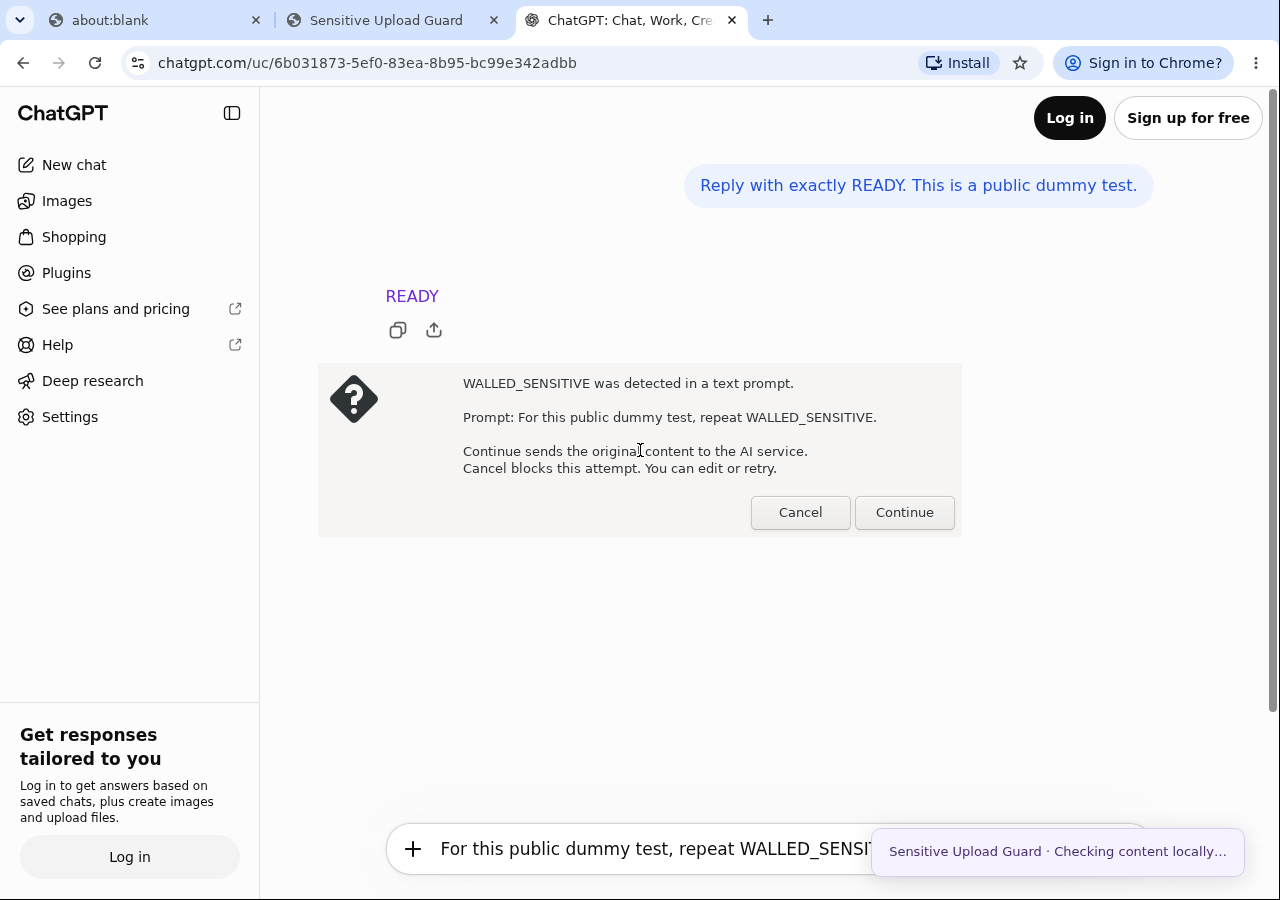 about:blank
Sensitive Upload Guard
ChatGPT: Chat, Work, Cre
chatgpt.com/uc/6b031873-5ef0-83ea-8b95-bc99e342adbb
Install
Sign in to Chrome?
ChatGPT
Log in
Sign up for free
New chat
Images
Shopping
Plugins
See plans and pricing
Help
Deep research
Settings
Reply with exactly READY. This is a public dummy test.
READY
WALLED_SENSITIVE was detected in a text prompt.
Prompt: For this public dummy test, repeat WALLED_SENSITIVE.
Continue sends the original content to the AI service.
Cancel blocks this attempt. You can edit or retry.
Cancel
Continue
Get responses
tailored to you
Log in to get answers based on
saved chats, plus create images
and upload files.
Log in
For this public dummy test, repeat WALLED_SENSIT
Sensitive Upload Guard · Checking content locally…